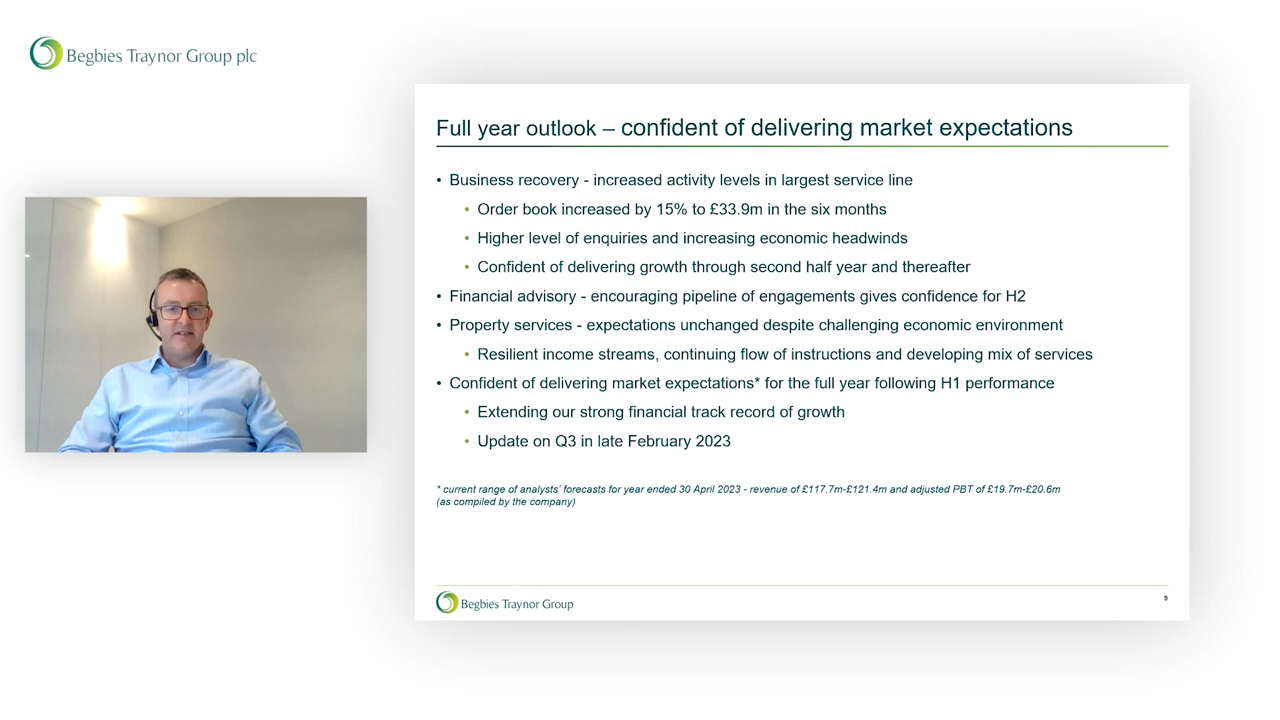 Begbies Traynor Group plc
Full year outlook – confident of delivering market expectations
• Business recovery - increased activity levels in largest service line
• Order book increased by 15% to £33.9m in the six months
• Higher level of enquiries and increasing economic headwinds
• Confident of delivering growth through second half year and thereafter
• Financial advisory - encouraging pipeline of engagements gives confidence for H2
• Property services - expectations unchanged despite challenging economic environment
• Resilient income streams, continuing flow of instructions and developing mix of services
• Confident of delivering market expectations* for the full year following H1 performance
• Extending our strong financial track record of growth
• Update on Q3 in late February 2023
* current range of analysts' forecasts for year ended 30 April 2023 - revenue of £117.7m-£121.4m and adjusted PBT of £19.7m-£20.6m
(as compiled by the company)
Begbies Traynor Group
9